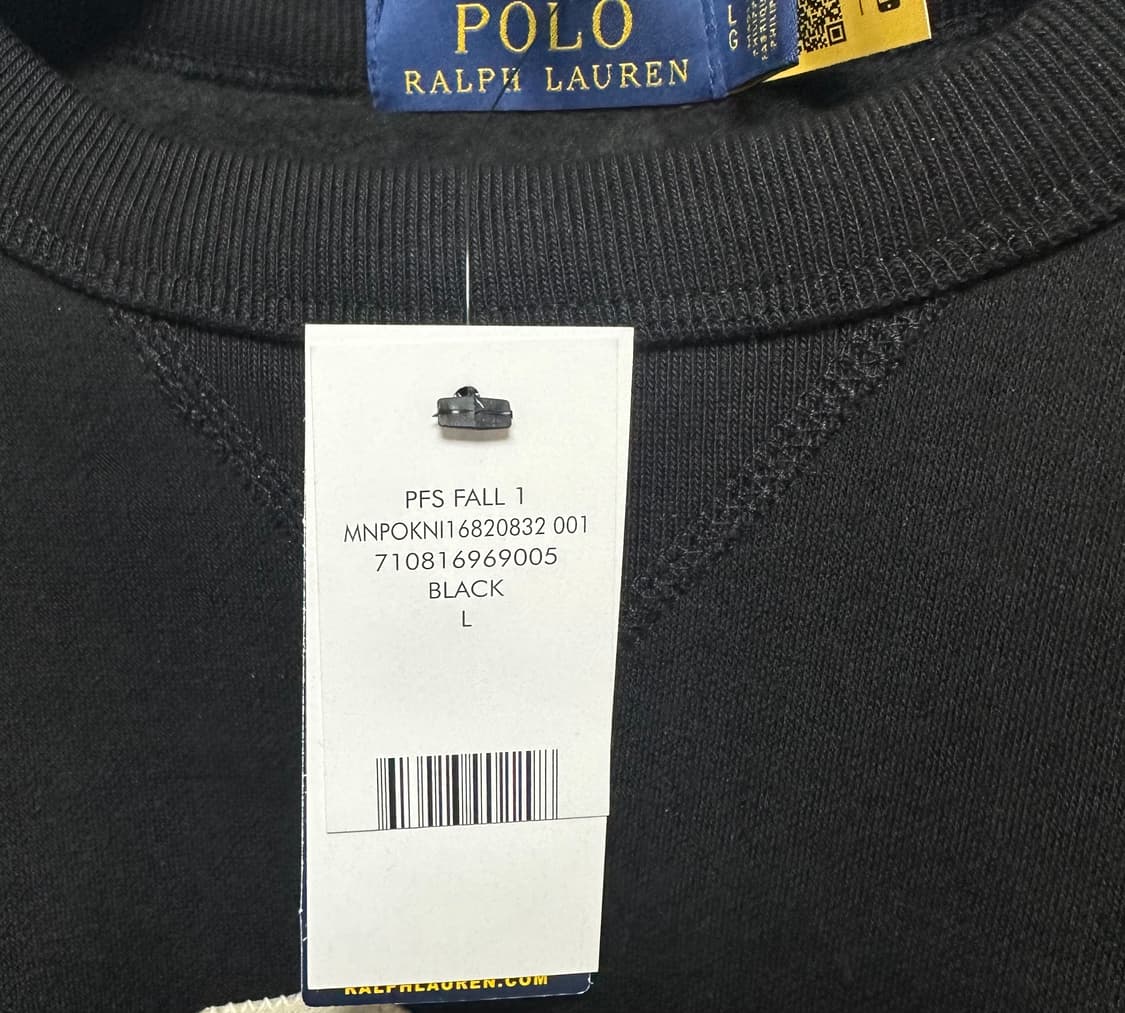 POLO
RALPH LAUREN
L
G
PFS FALL 1
MNPOKNI16820832 001
710816969005
BLACK
L
RALPHLAUREN.COM